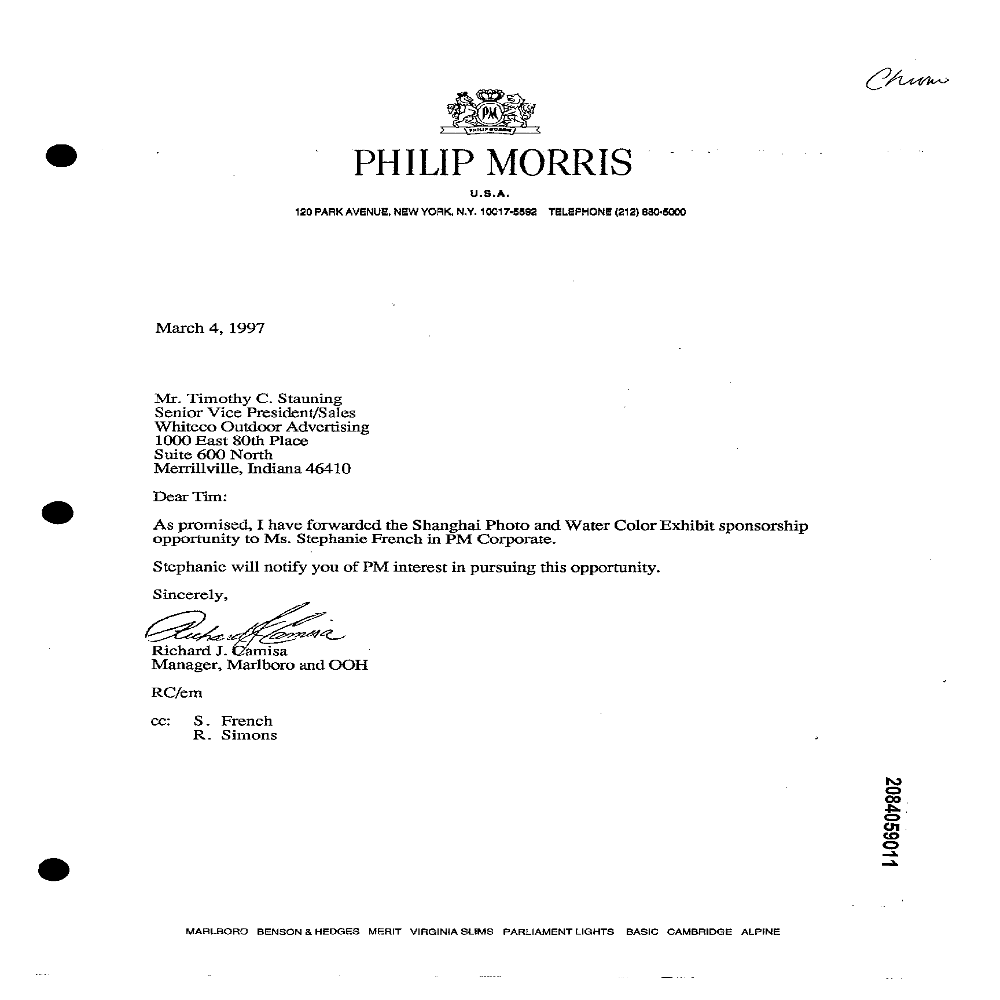 PM
PHILIP MORRIS
U.S.A.
120 PARK AVENUE, NEW YORK, N.Y. 10017-5592 TELEPHONE (212) 880-5000
March 4, 1997
Mr. Timothy C. Stauning
Senior Vice President/Sales
Whiteco Outdoor Advertising
1000 East 80th Place
Suite 600 North
Merrillville, Indiana 46410
Dear Tim:
As promised, I have forwarded the Shanghai Photo and Water Color Exhibit sponsorship
opportunity to Ms. Stephanie French in PM Corporate.
Stephanie will notify you of PM interest in pursuing this opportunity.
Sincerely,
Richard J. Camisa
Richard J. Camisa
Manager, Marlboro and OOH
RC/em
cc: S. French
R. Simons
2084059011
MARLBORO BENSON & HEDGES MERIT VIRGINIA SLIMS PARLIAMENT LIGHTS BASIC CAMBRIDGE ALPINE